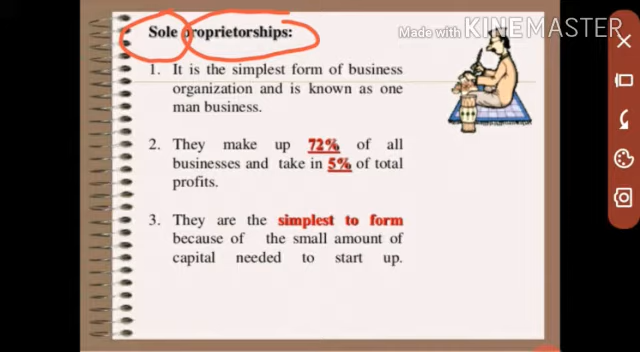 Made with KINEMASTER
Sole proprietorships:
1. It is the simplest form of business
organization and is known as one
man business.
2. They make up 72% of all
businesses and take in 5% of total
profits.
3. They are the simplest to form
because of the small amount of
capital needed to start up.